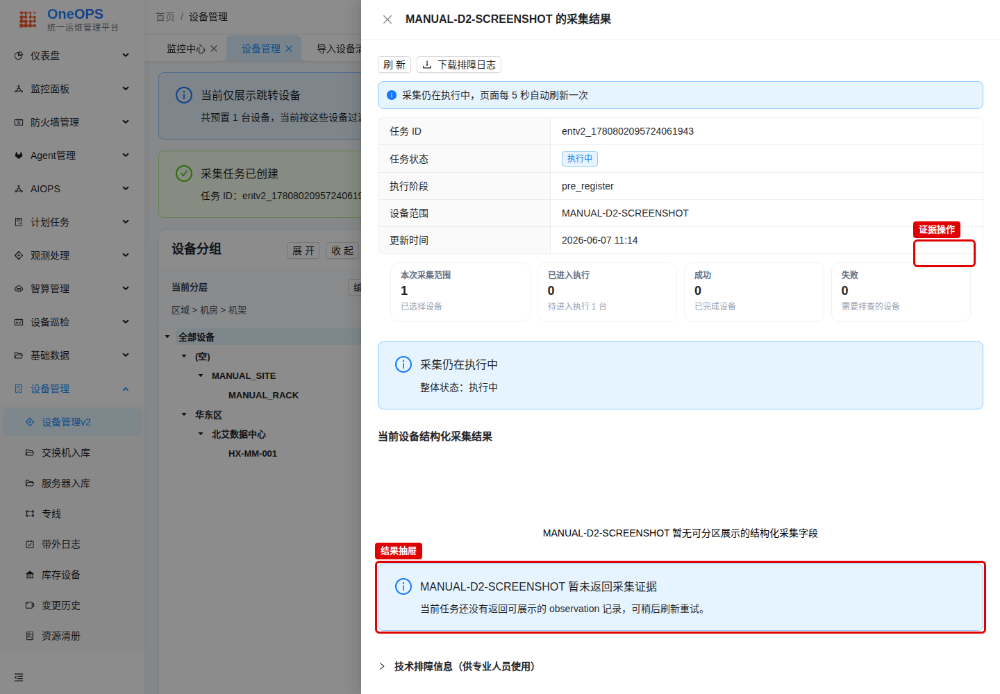 OneOPS
统一运维管理平台
仪表盘
监控面板
防火墙管理
Agent管理
AIOPS
计划任务
观测处理
智算管理
设备巡检
基础数据
设备管理
设备管理v2
交换机入库
服务器入库
专线
带外日志
库存设备
变更历史
资源清册
首页 / 设备管理
监控中心
设备管理
导入设备清
当前仅展示跳转设备
共预置 1 台设备，当前按这些设备过滤
采集任务已创建
任务 ID：entv2_17808020957240619
设备分组
展 开
收 起
当前分层
编
区域 > 机房 > 机架
全部设备
(空)
MANUAL_SITE
MANUAL_RACK
华东区
北艾数据中心
HX-MM-001
MANUAL-D2-SCREENSHOT 的采集结果
刷 新
下载排障日志
采集仍在执行中，页面每 5 秒自动刷新一次
任务 ID entv2_1780802095724061943
任务状态 执行中
执行阶段 pre_register
设备范围 MANUAL-D2-SCREENSHOT
更新时间 2026-06-07 11:14
证据操作
本次采集范围
1
已选择设备
已进入执行
0
待进入执行 1 台
成功
0
已完成设备
失败
0
需要排查的设备
采集仍在执行中
整体状态：执行中
当前设备结构化采集结果
MANUAL-D2-SCREENSHOT 暂无可分区展示的结构化采集字段
结果抽屉
MANUAL-D2-SCREENSHOT 暂未返回采集证据
当前任务还没有返回可展示的 observation 记录，可稍后刷新重试。
技术排障信息（供专业人员使用）